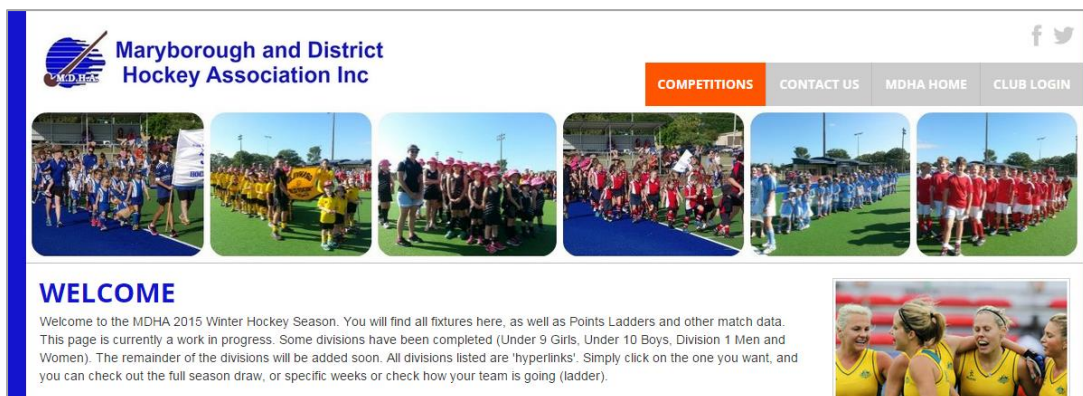 Maryborough and District
Hockey Association Inc
M.D.H.A.
COMPETITIONS
CONTACT US
MDHA HOME
CLUB LOGIN
WELCOME
Welcome to the MDHA 2015 Winter Hockey Season. You will find all fixtures here, as well as Points Ladders and other match data.
This page is currently a work in progress. Some divisions have been completed (Under 9 Girls, Under 10 Boys, Division 1 Men and
Women). The remainder of the divisions will be added soon. All divisions listed are 'hyperlinks'. Simply click on the one you want, and
you can check out the full season draw, or specific weeks or check how your team is going (ladder).